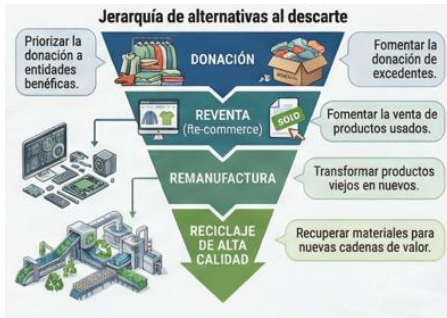 Jerarquía de alternativas al descarte
Priorizar la
donación a
entidades
benéficas.
DONACIÓN
Fomentar la
donación de
excedentes.
REVENTA
(fte-commerce)
SOLD
Fomentar la venta de
productos usados.
REMANUFACTURA
Transformar productos
viejos en nuevos.
RECICLAJE
DE ALTA
CALIDAD
Recuperar materiales para
nuevas cadenas de valor.